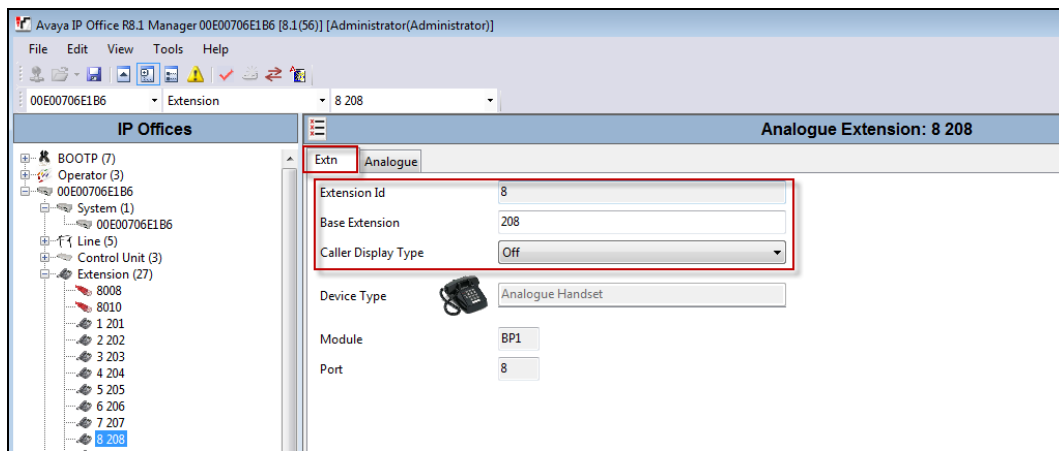 Avaya IP Office R8.1 Manager 00E00706E1B6 [8.1(56)] [Administrator(Administrator)]
File Edit View Tools Help
00E00706E1B6 Extension 8 208
IP Offices
BOOTP (7)
Operator (3)
00E00706E1B6
System (1)
00E00706E1B6
Line (5)
Control Unit (3)
Extension (27)
8008
8010
1 201
2 202
3 203
4 204
5 205
6 206
7 207
8 208
Analogue Extension: 8 208
Extn Analogue
Extension Id 8
Base Extension 208
Caller Display Type Off
Device Type Analogue Handset
Module BP1
Port 8